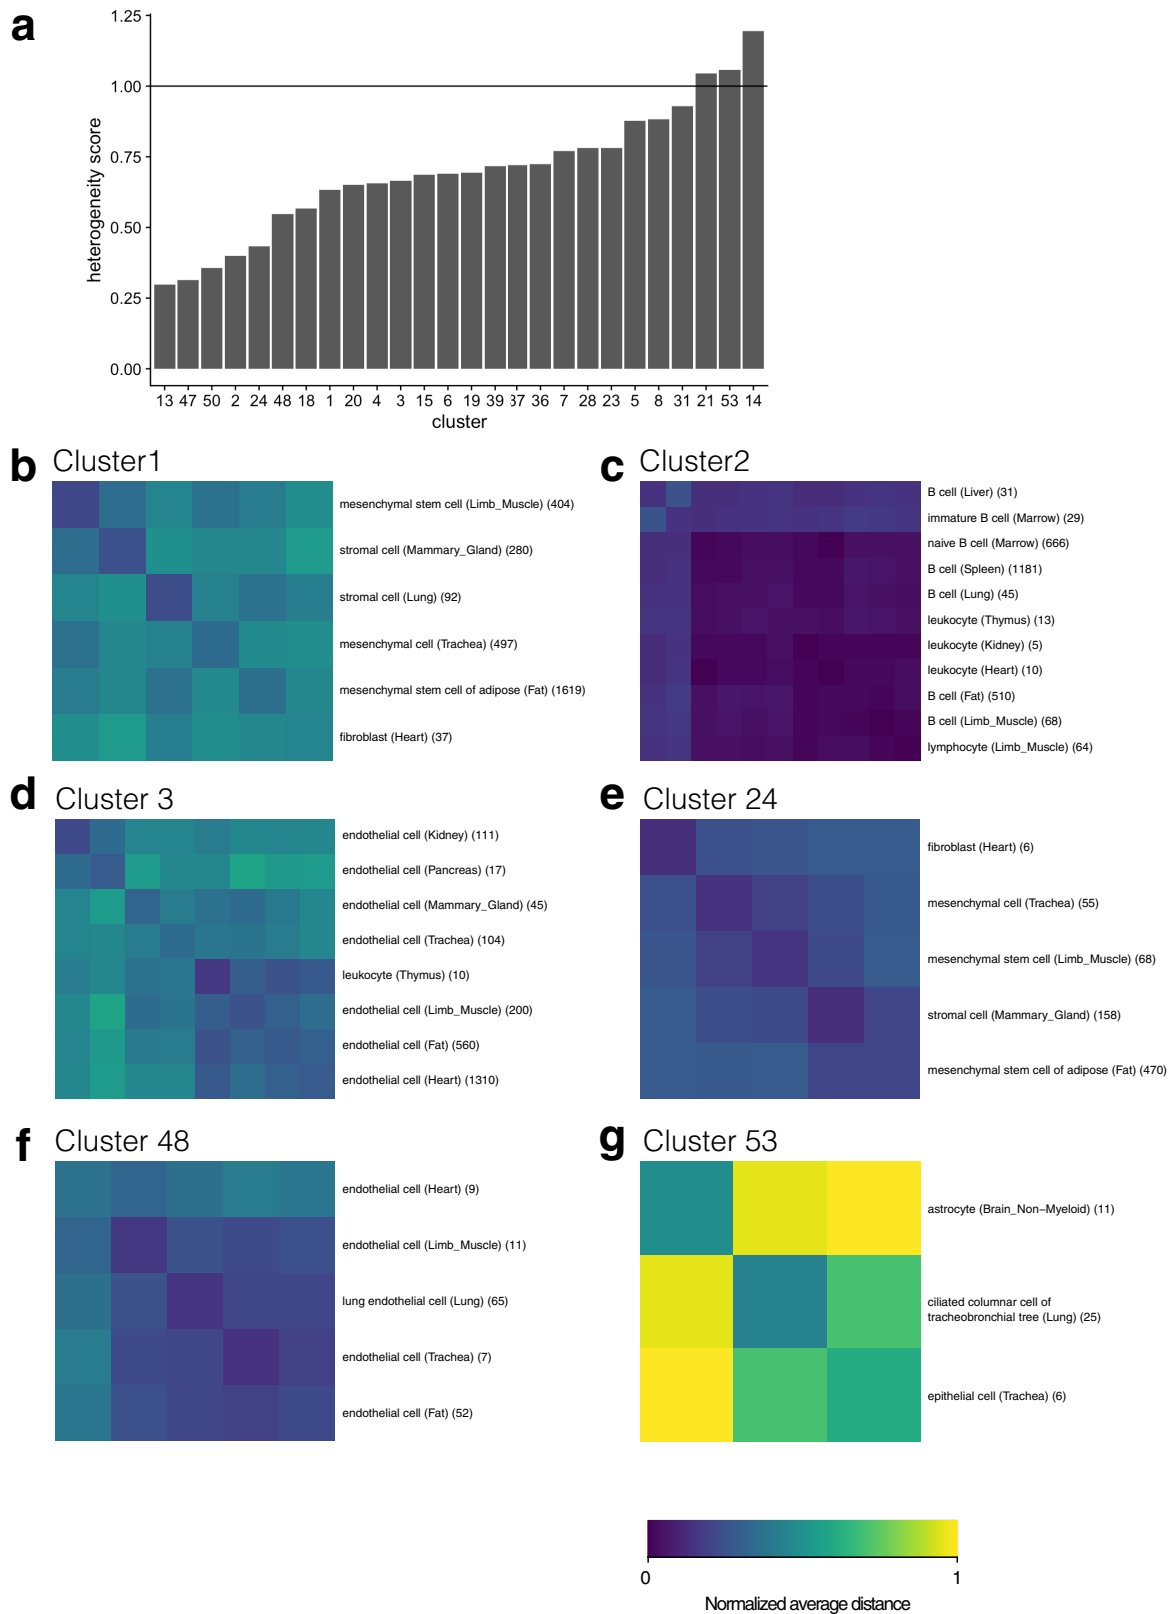 a
1.25
1.00
0.75
0.50
0.25
0.00
heterogeneity score
13 47 50 2 24 48 18 1 20 4 3 15 6 19 39 37 36 7 28 23 5 8 31 21 53 14
cluster
b Cluster1
mesenchymal stem cell (Limb_Muscle) (404)
stromal cell (Mammary_Gland) (280)
stromal cell (Lung) (92)
mesenchymal cell (Trachea) (497)
mesenchymal stem cell of adipose (Fat) (1619)
fibroblast (Heart) (37)
c Cluster2
B cell (Liver) (31)
immature B cell (Marrow) (29)
naive B cell (Marrow) (666)
B cell (Spleen) (1181)
B cell (Lung) (45)
leukocyte (Thymus) (13)
leukocyte (Kidney) (5)
leukocyte (Heart) (10)
B cell (Fat) (510)
B cell (Limb_Muscle) (68)
lymphocyte (Limb_Muscle) (64)
d Cluster 3
endothelial cell (Kidney) (111)
endothelial cell (Pancreas) (17)
endothelial cell (Mammary_Gland) (45)
endothelial cell (Trachea) (104)
leukocyte (Thymus) (10)
endothelial cell (Limb_Muscle) (200)
endothelial cell (Fat) (560)
endothelial cell (Heart) (1310)
e Cluster 24
fibroblast (Heart) (6)
mesenchymal cell (Trachea) (55)
mesenchymal stem cell (Limb_Muscle) (68)
stromal cell (Mammary_Gland) (158)
mesenchymal stem cell of adipose (Fat) (470)
f Cluster 48
endothelial cell (Heart) (9)
endothelial cell (Limb_Muscle) (11)
lung endothelial cell (Lung) (65)
endothelial cell (Trachea) (7)
endothelial cell (Fat) (52)
g Cluster 53
astrocyte (Brain_Non−Myeloid) (11)
ciliated columnar cell of
tracheobronchial tree (Lung) (25)
epithelial cell (Trachea) (6)
0 1
Normalized average distance